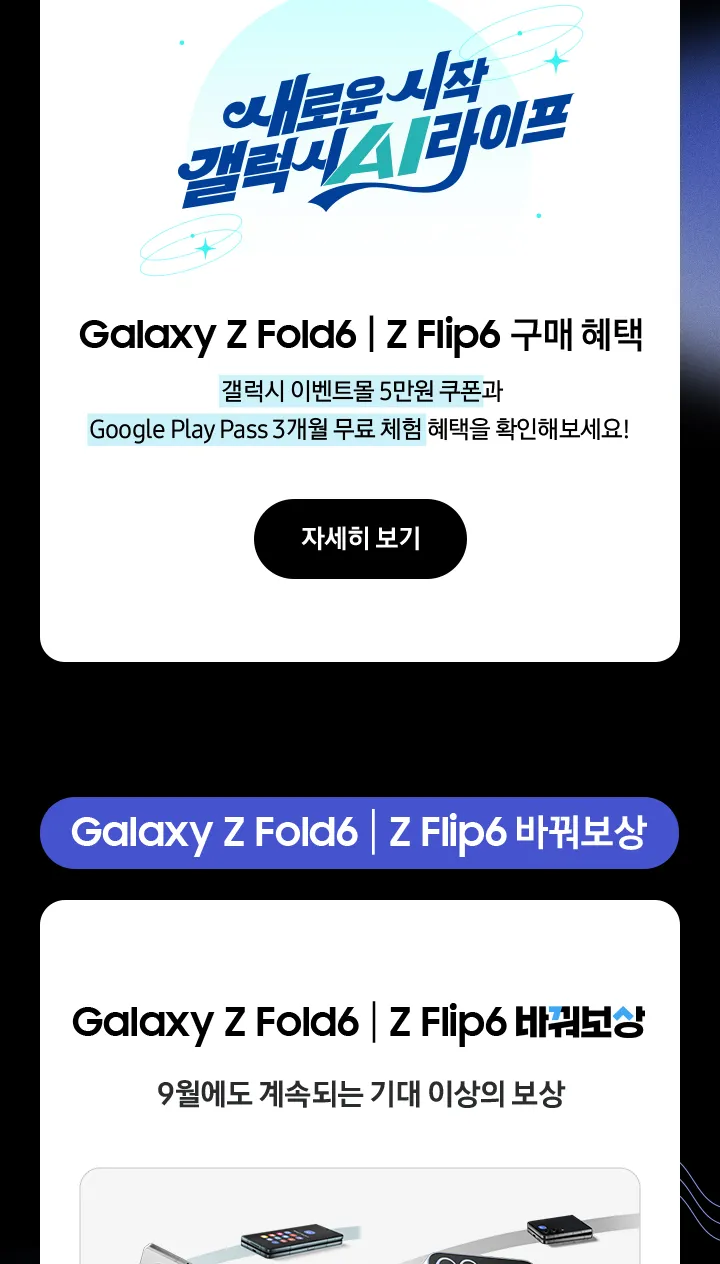 새로운 시작
갤럭시 AI 라이프
Galaxy Z Fold6 | Z Flip6 구매 혜택
갤럭시 이벤트몰 5만원 쿠폰과
Google Play Pass 3개월 무료 체험 혜택을 확인해보세요!
자세히 보기
Galaxy Z Fold6 | Z Flip6 바꿔보상
Galaxy Z Fold6 | Z Flip6 바꿔보상
9월에도 계속되는 기대 이상의 보상